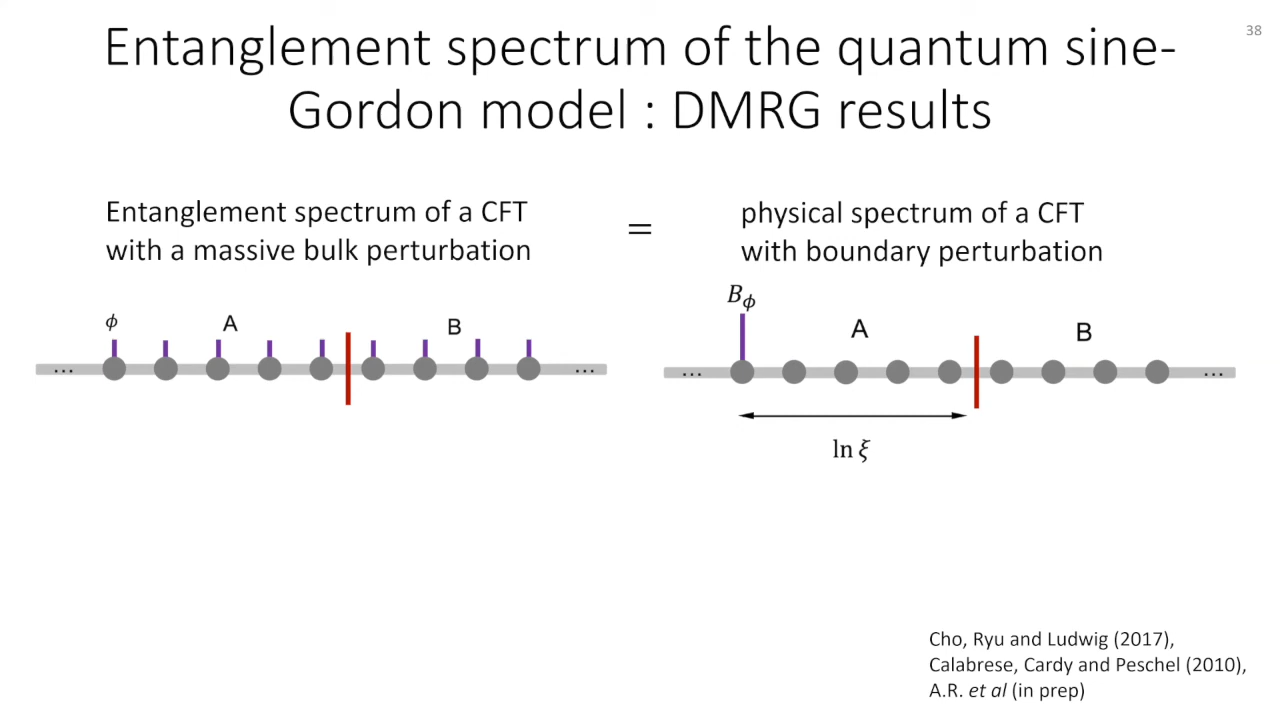 38
Entanglement spectrum of the quantum sine-
Gordon model : DMRG results
Entanglement spectrum of a CFT
with a massive bulk perturbation
=
physical spectrum of a CFT
with boundary perturbation
ϕ
A
B
...
...
B_ϕ
A
B
...
...
ln ξ
Cho, Ryu and Ludwig (2017),
Calabrese, Cardy and Peschel (2010),
A.R. et al (in prep)